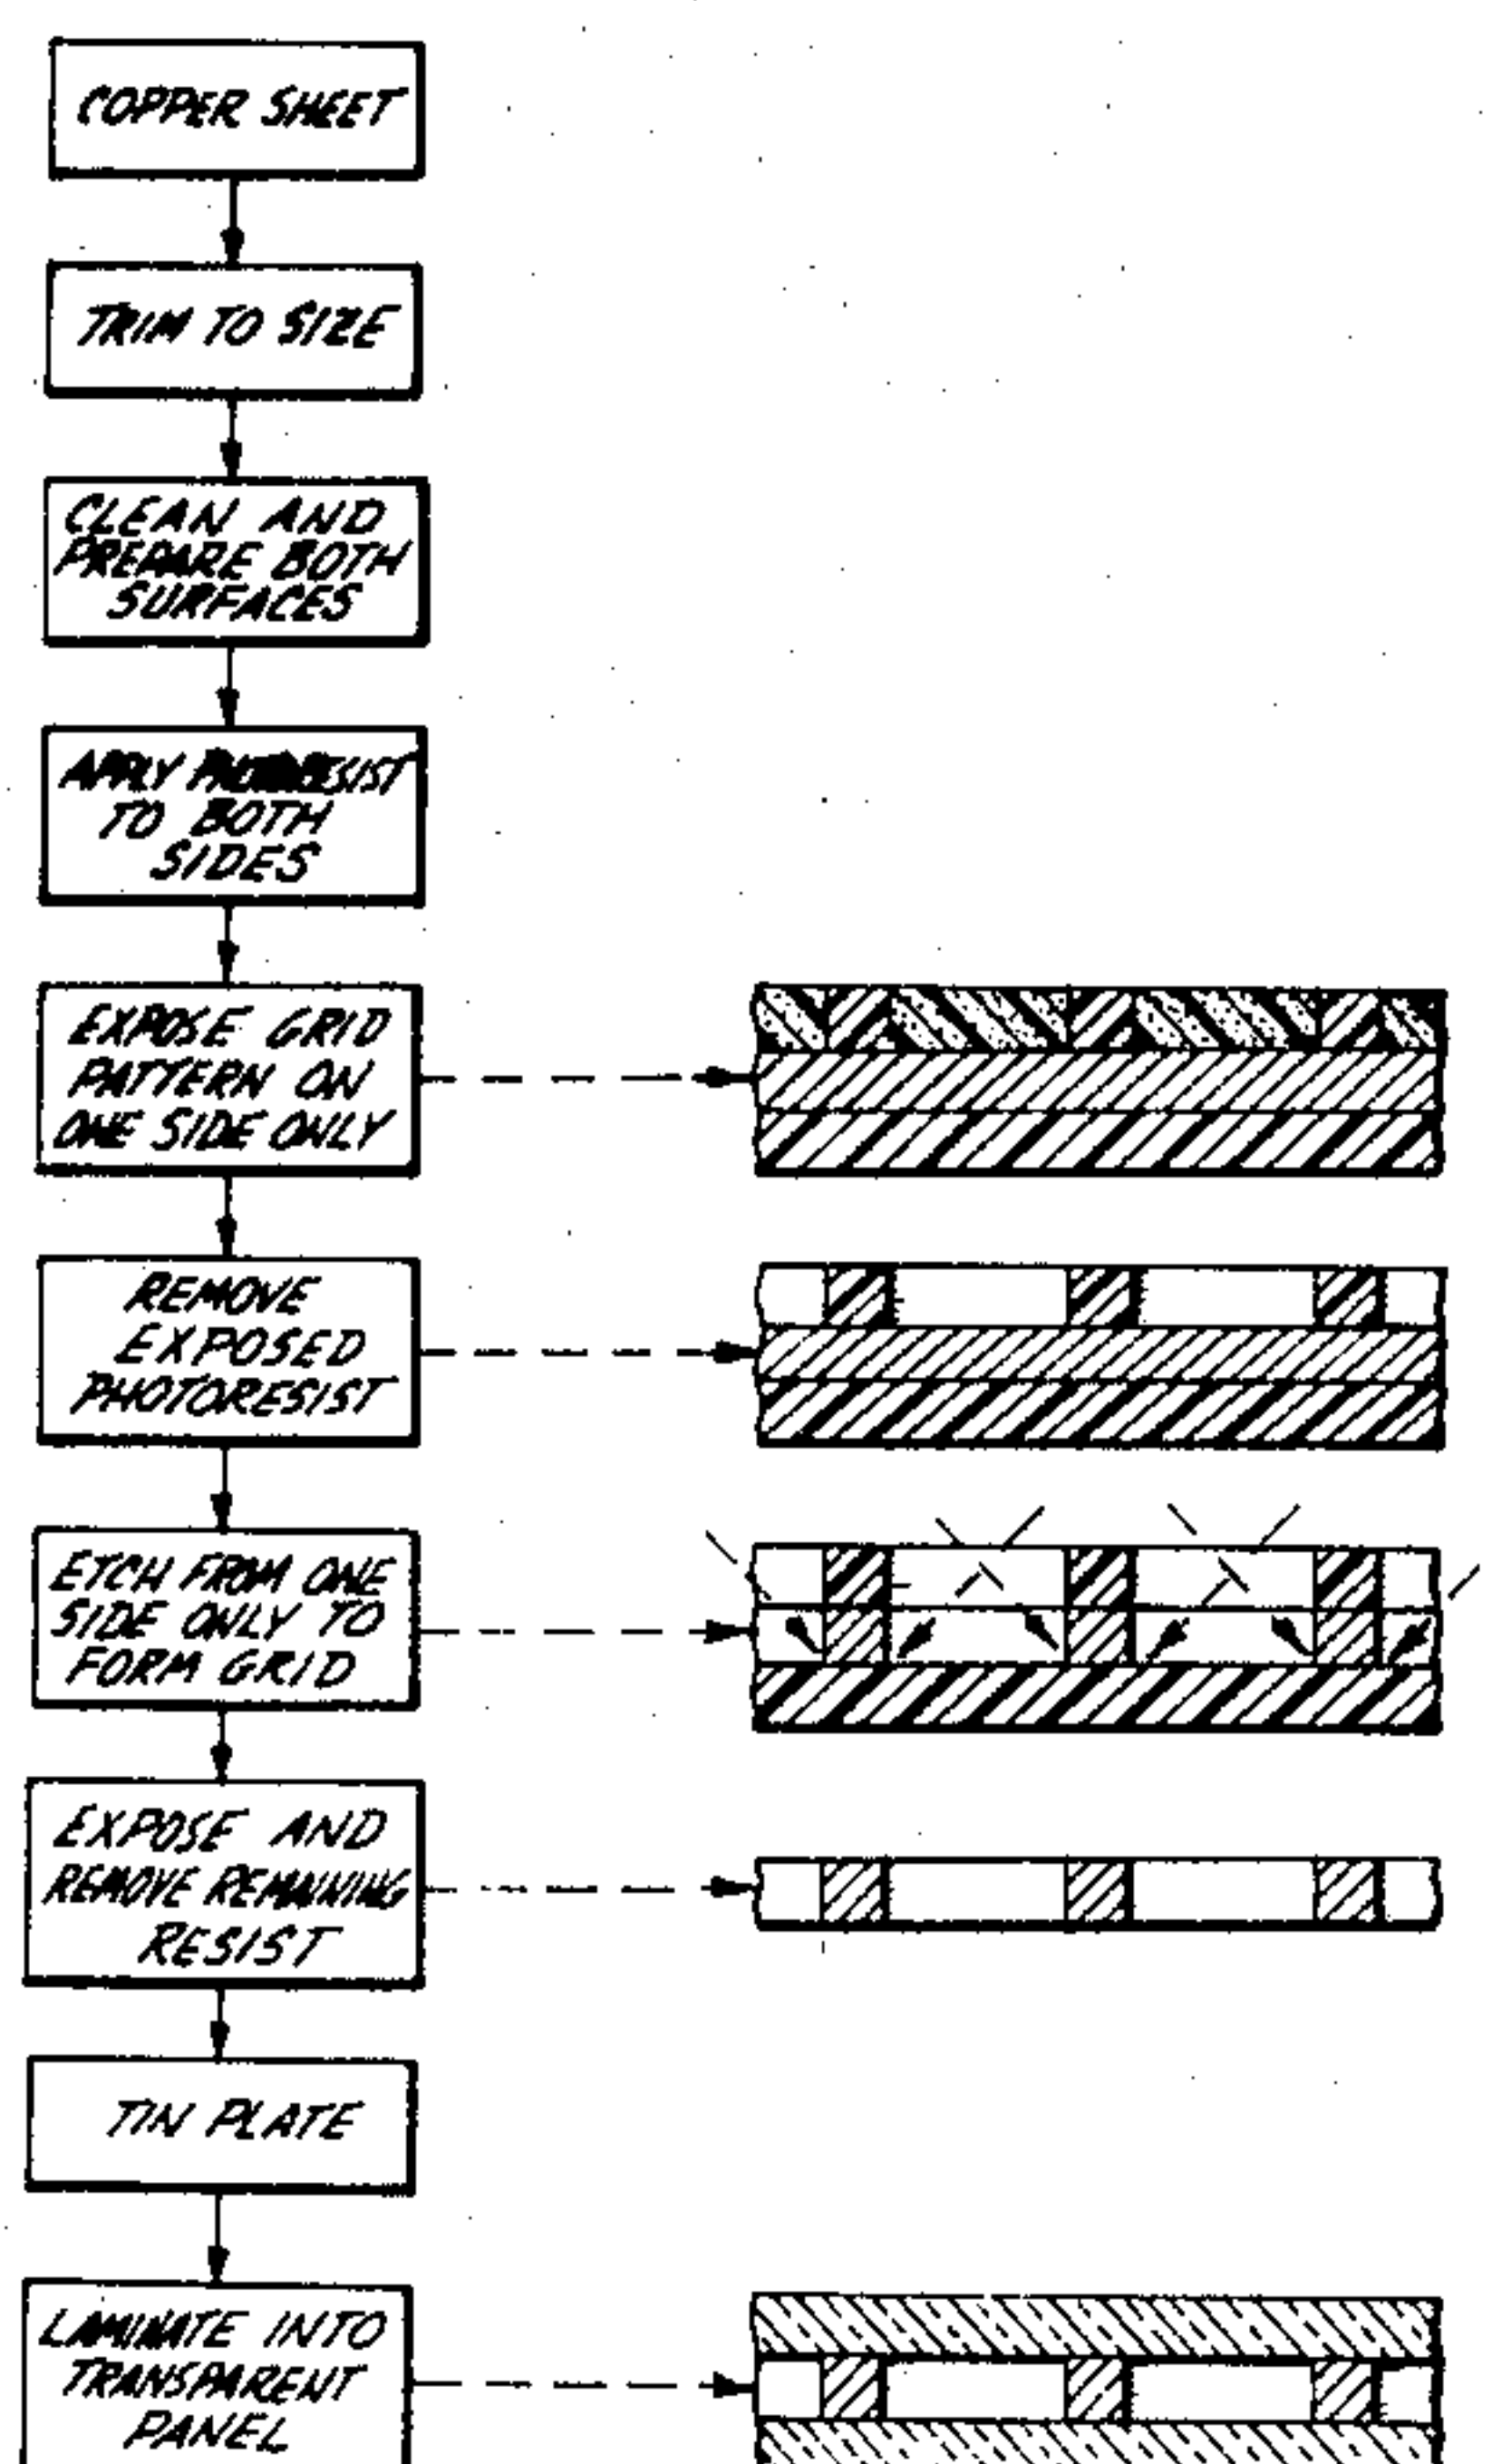 COPPER SHEET
TRIM TO SIZE
CLEAN AND
PREPARE BOTH
SURFACES
APPLY PHOTORESIST
TO BOTH
SIDES
EXPOSE GRID
PATTERN ON
ONE SIDE ONLY
REMOVE
EXPOSED
PHOTORESIST
ETCH FROM ONE
SIDE ONLY TO
FORM GRID
EXPOSE AND
REMOVE REMAINING
RESIST
TIN PLATE
LAMINATE INTO
TRANSPARENT
PANEL